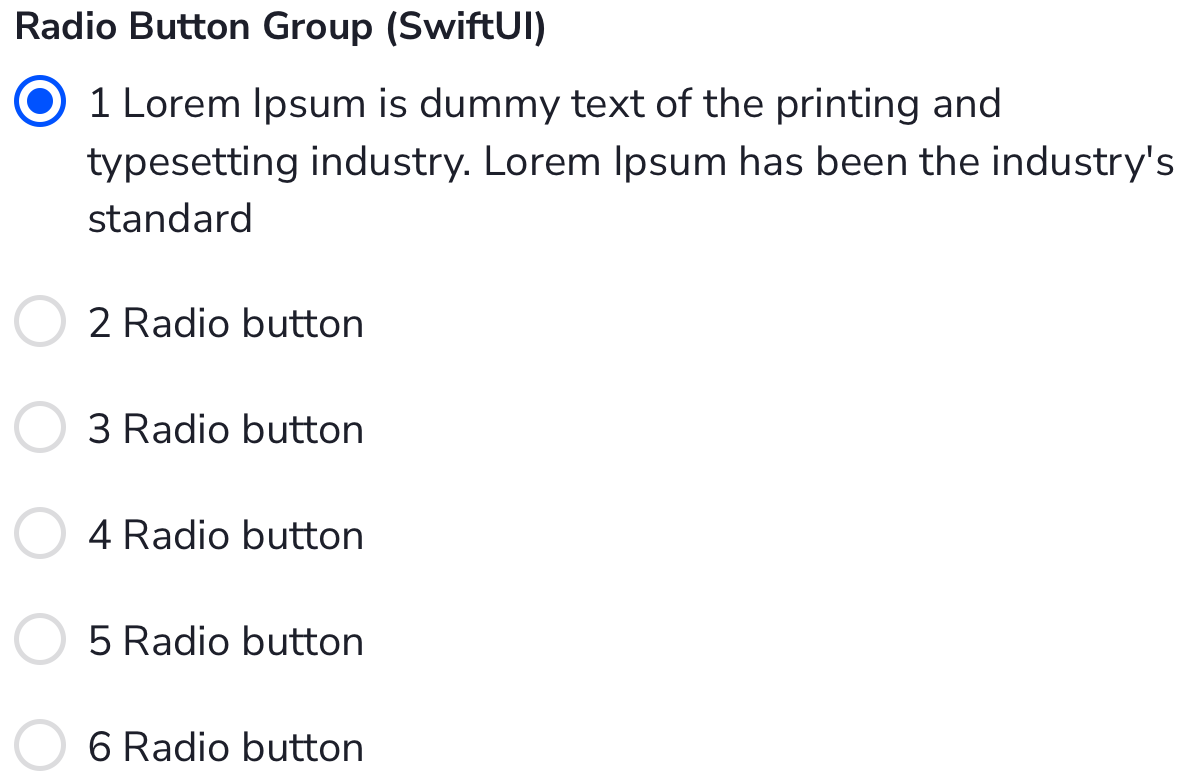 Radio Button Group (SwiftUI)
1 Lorem Ipsum is dummy text of the printing and
typesetting industry. Lorem Ipsum has been the industry's
standard
2 Radio button
3 Radio button
4 Radio button
5 Radio button
6 Radio button